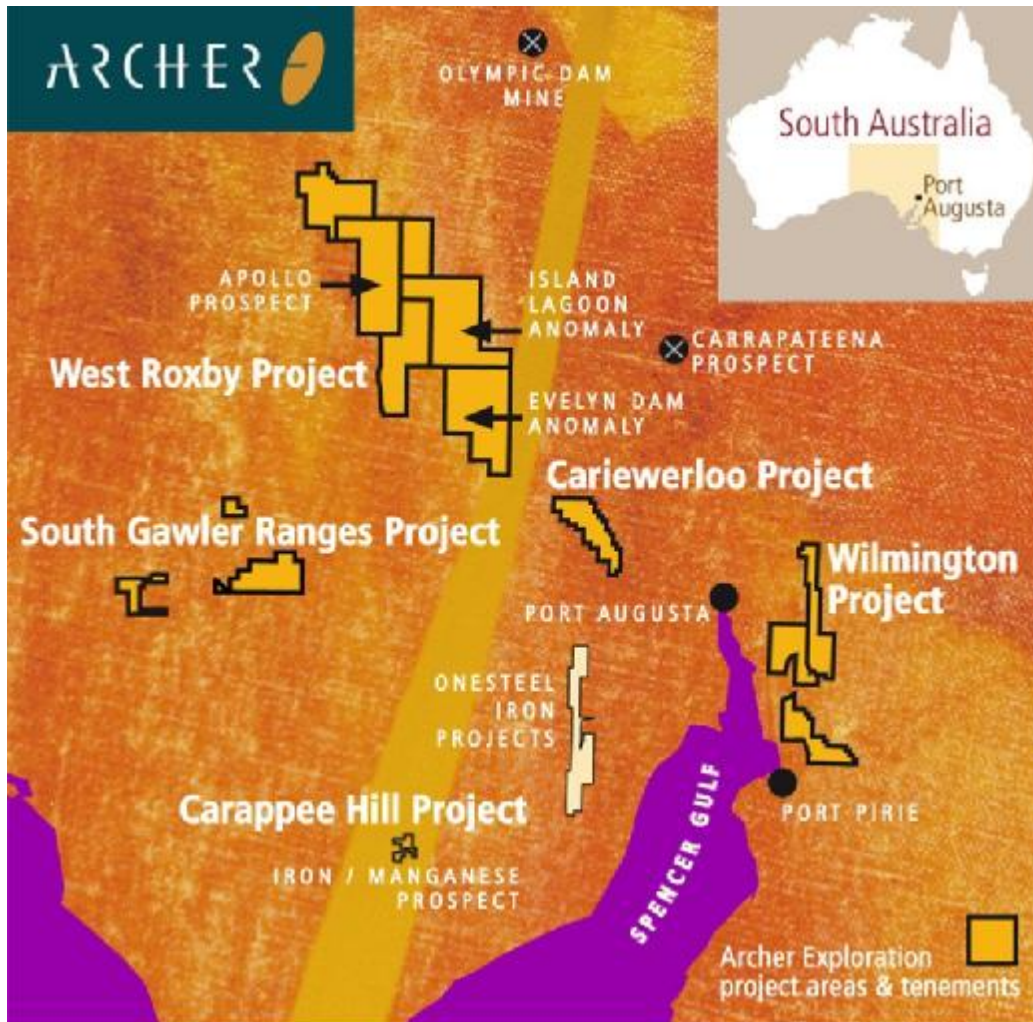 ARCHER
OLYMPIC DAM
MINE
South Australia
Port
Augusta
APOLLO
PROSPECT
ISLAND
LAGOON
ANOMALY
CARRAPATEENA
PROSPECT
West Roxby Project
EVELYN DAM
ANOMALY
Cariewerloo Project
South Gawler Ranges Project
Wilmington
Project
PORT AUGUSTA
ONESTEEL
IRON
PROJECTS
SPENCER GULF
Carappee Hill Project
PORT PIRIE
IRON / MANGANESE
PROSPECT
Archer Exploration
project areas & tenements